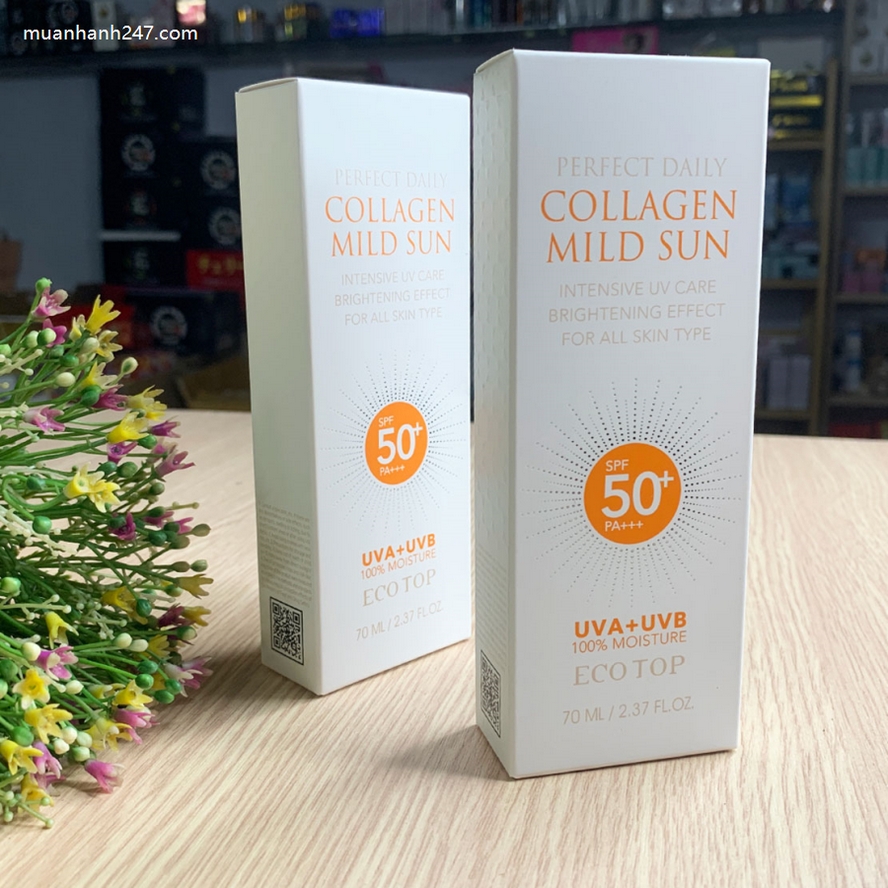 muanhanh247.com
PERFECT DAILY
COLLAGEN
MILD SUN
INTENSIVE UV CARE
BRIGHTENING EFFECT
FOR ALL SKIN TYPE
SPF
50+
PA+++
UVA+UVB
100% MOISTURE
ECO TOP
70 ML / 2.37 FL.OZ.
PERFECT DAILY
COLLAGEN
MILD SUN
INTENSIVE UV CARE
BRIGHTENING EFFECT
FOR ALL SKIN TYPE
SPF
50+
PA+++
UVA+UVB
100% MOISTURE
ECO TOP
70 ML / 2.37 FL.OZ.